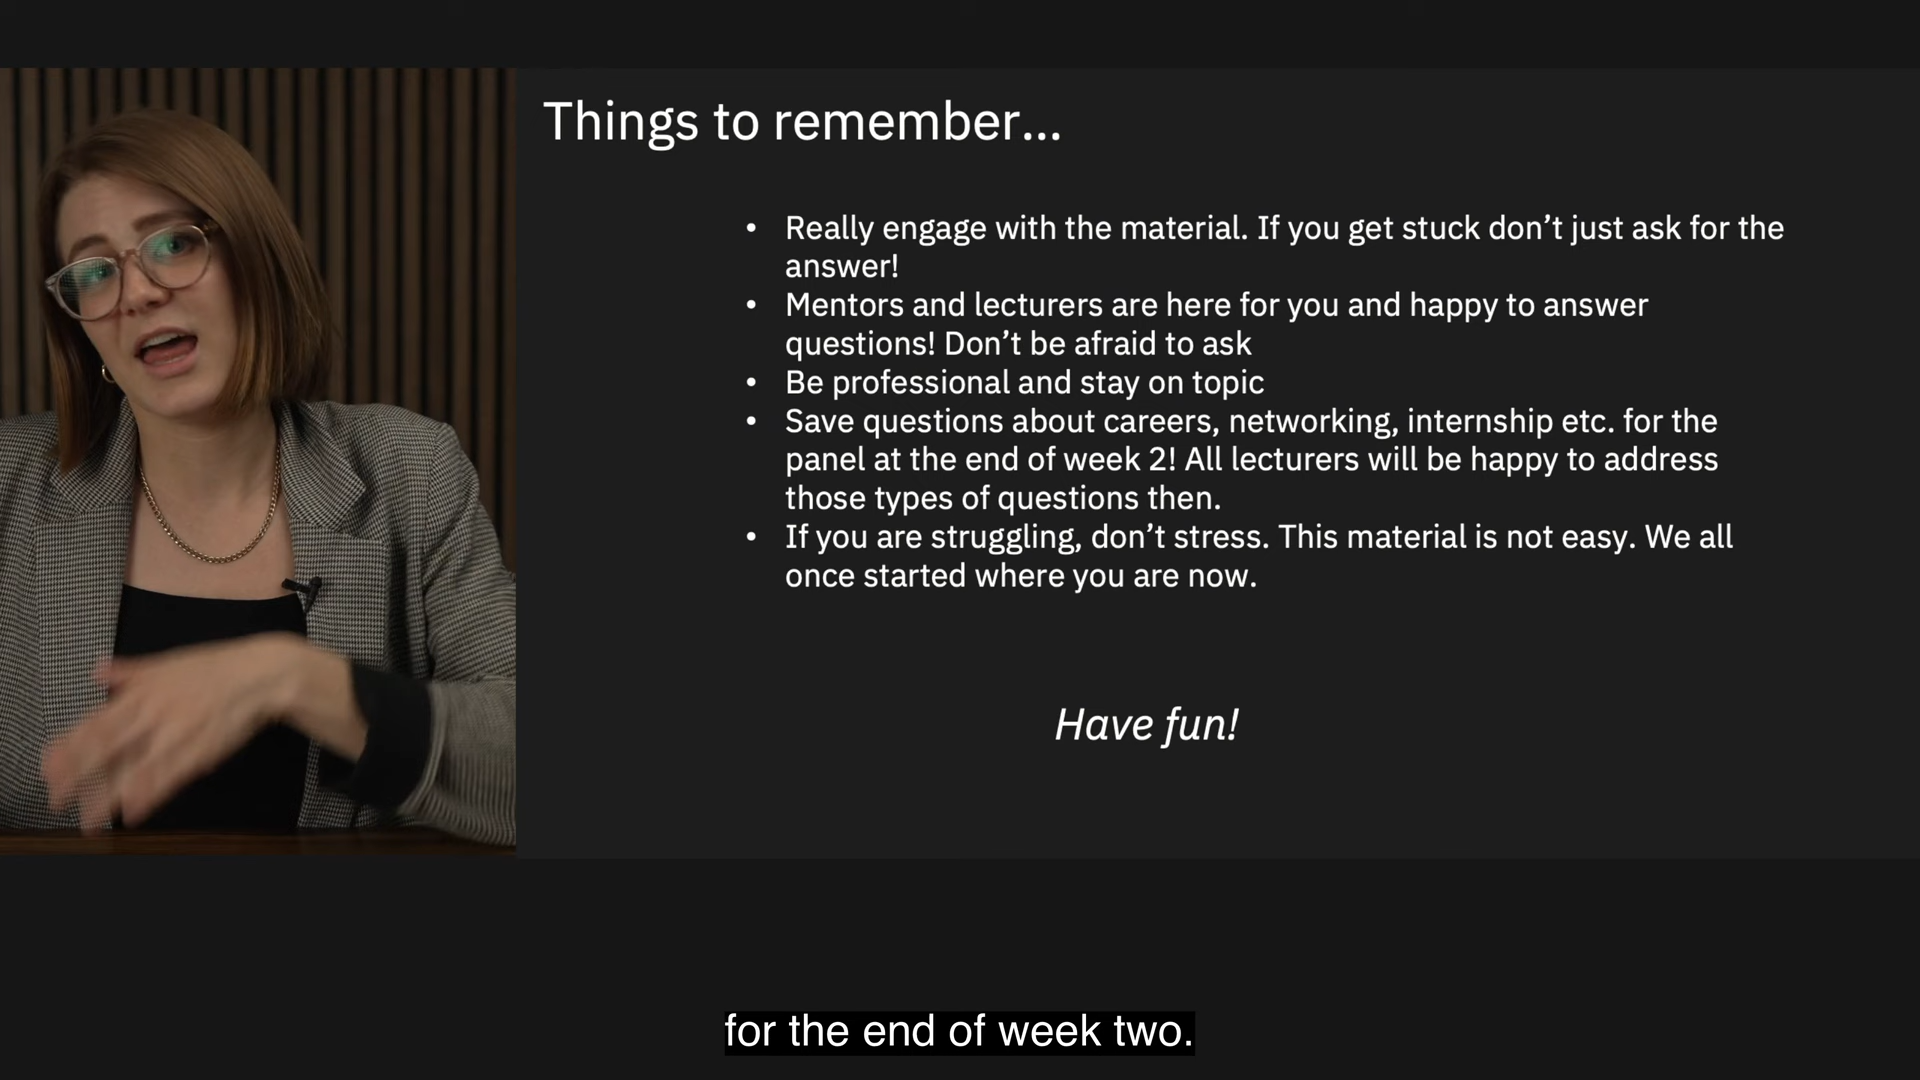 Things to remember...
• Really engage with the material. If you get stuck don’t just ask for the
answer!
• Mentors and lecturers are here for you and happy to answer
questions! Don’t be afraid to ask
• Be professional and stay on topic
• Save questions about careers, networking, internship etc. for the
panel at the end of week 2! All lecturers will be happy to address
those types of questions then.
• If you are struggling, don’t stress. This material is not easy. We all
once started where you are now.
Have fun!
for the end of week two.